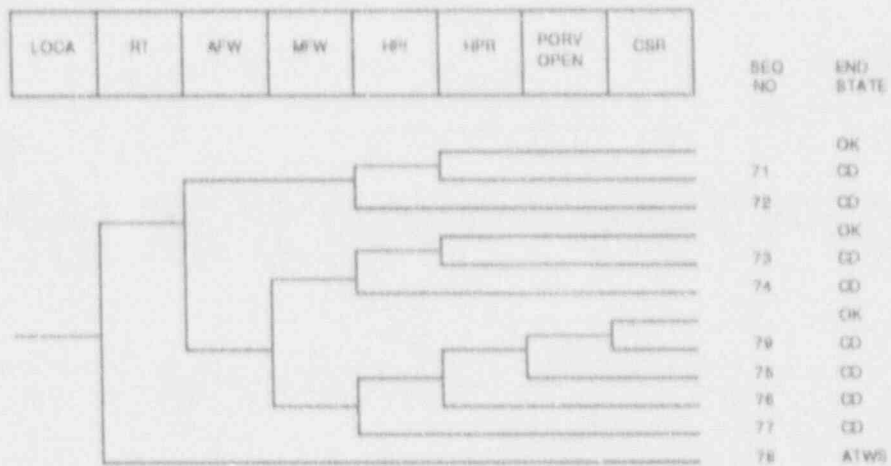 LOCA RT AFW MFW HPI HPR PORV OPEN CSR
SEQ NO END STATE
OK
71 CD
72 CD
OK
73 CD
74 CD
OK
79 CD
75 CD
76 CD
77 CD
78 ATWS